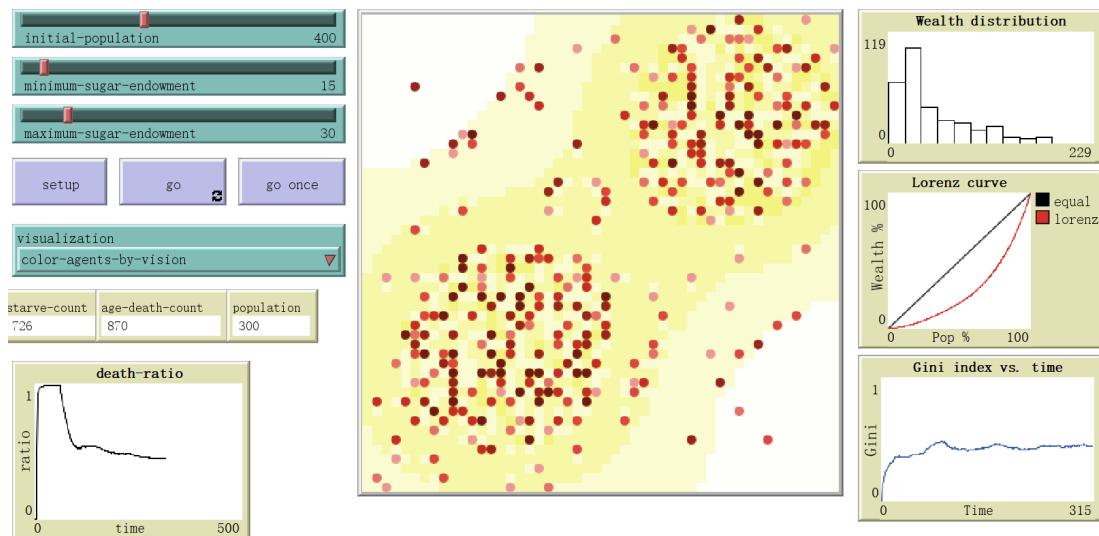 initial-population 400
minimum-sugar-endowment 15
maximum-sugar-endowment 30
setup
go
go once
visualization
color-agents-by-vision
starve-count
726
age-death-count
870
population
300
death-ratio
1
ratio
0
0 time 500
Wealth distribution
119
0
0 229
Lorenz curve
100
Wealth %
0
0 Pop % 100
equal
lorenz
Gini index vs. time
1
Gini
0
0 Time 315